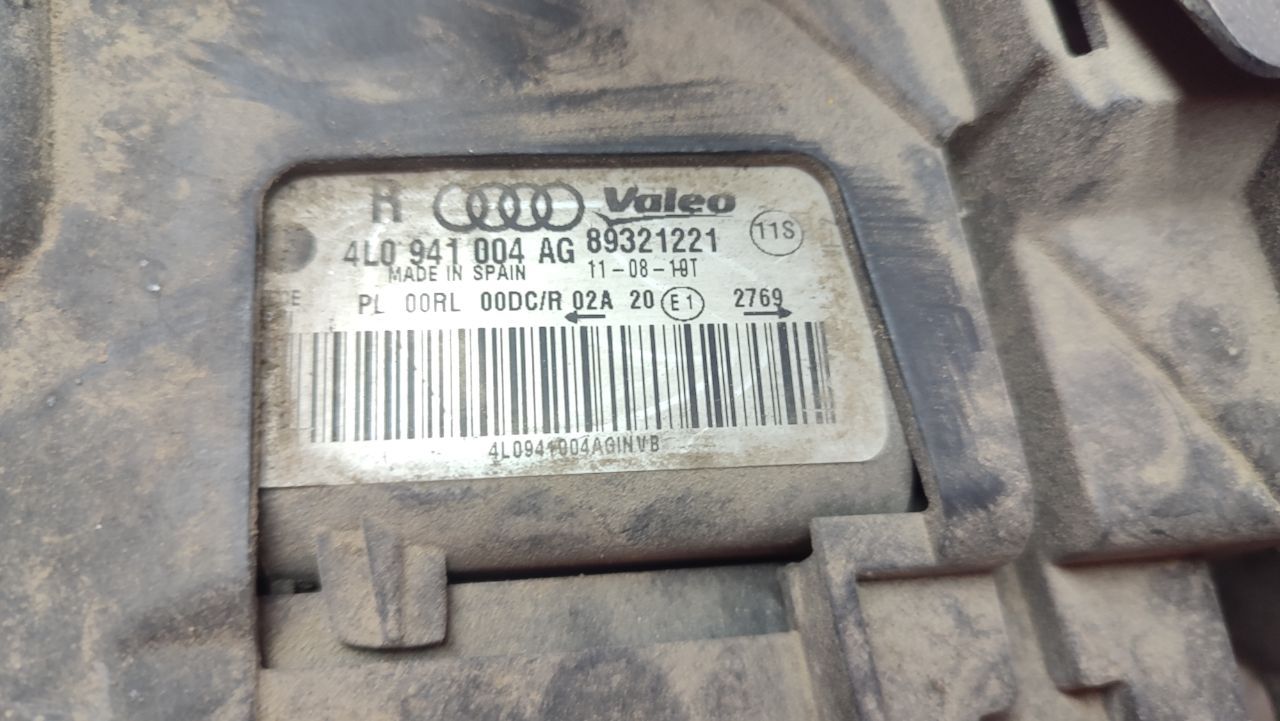 R Valeo
4L0 941 004 AG 89321221 11S
MADE IN SPAIN 11-08-10T
PL 00RL 00DC/R 02A 20 E1 2769
4L0941004AGINVB